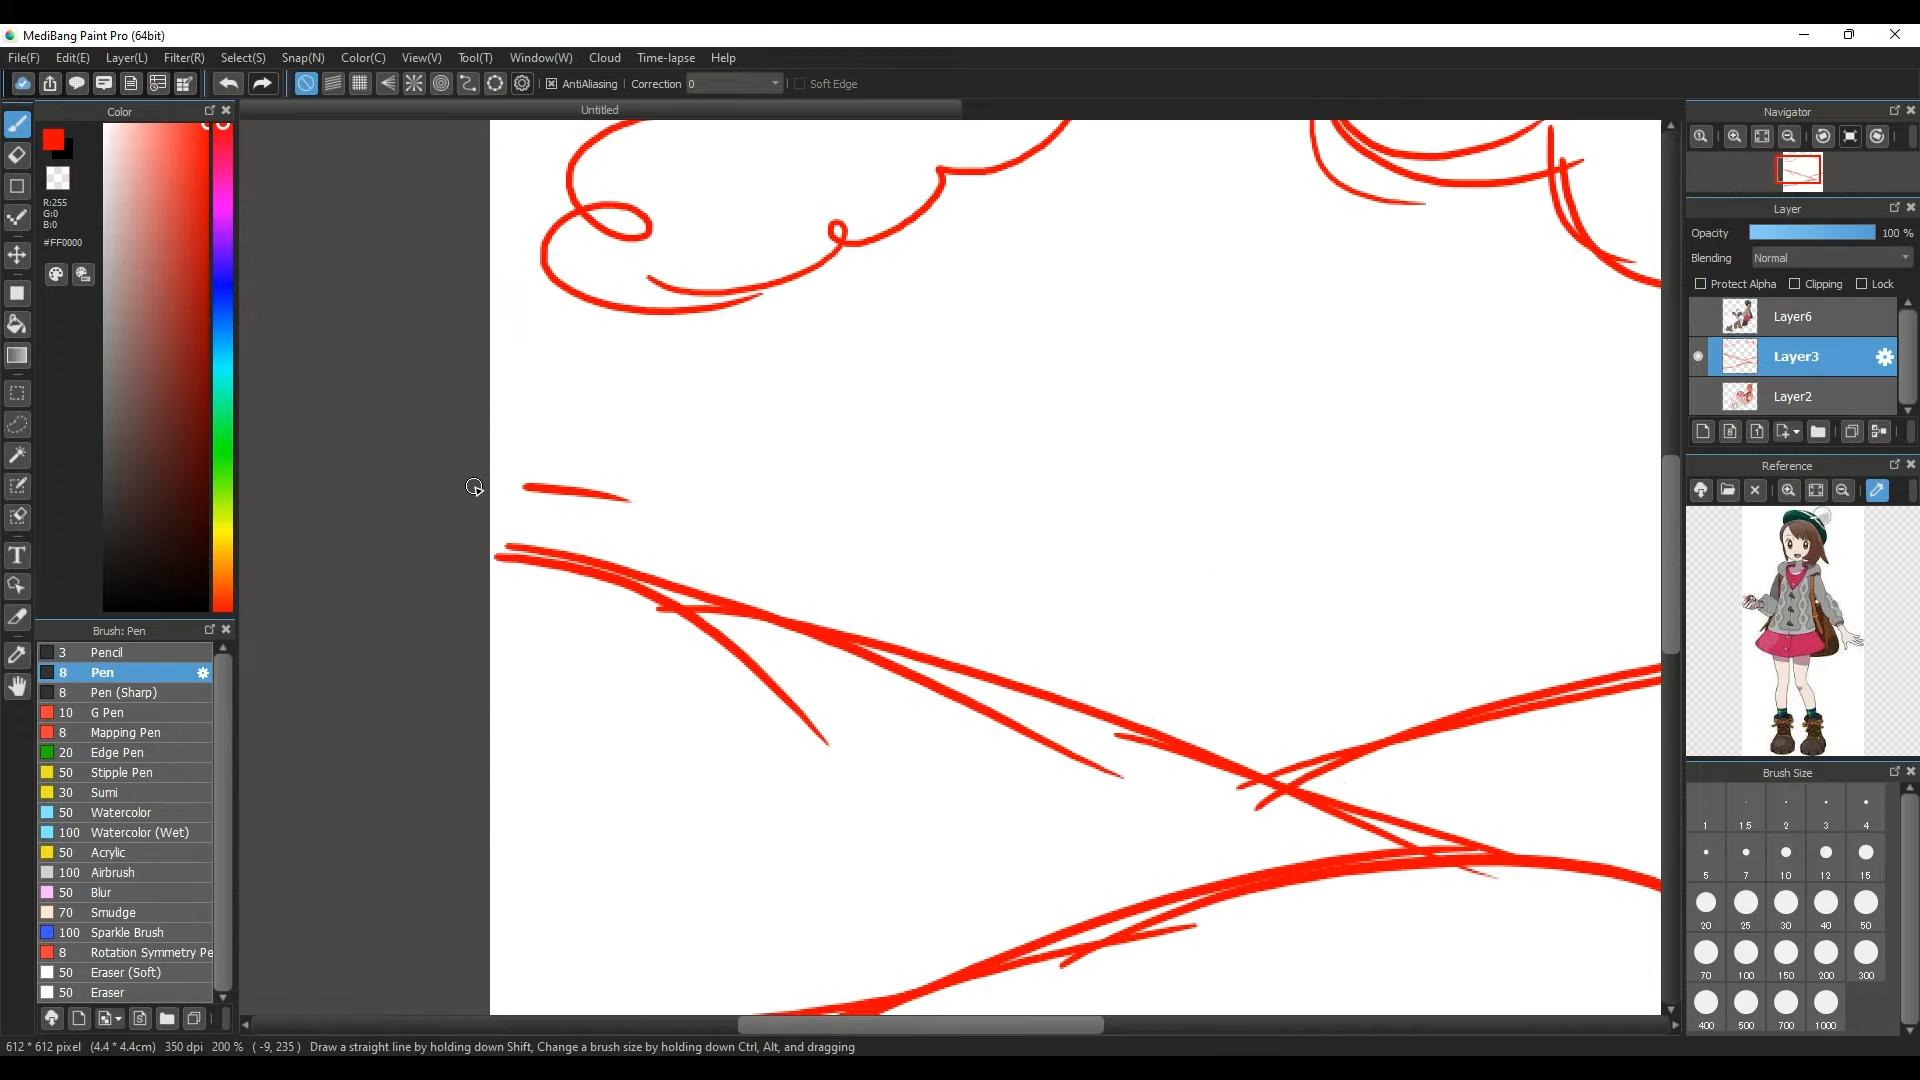 MediBang Paint Pro (64bit)
File(F) Edit(E) Layer(L) Filter(R) Select(S) Snap(N) Color(C) View(V) Tool(T) Window(W) Cloud Time-lapse Help
AntiAliasing Correction 0 Soft Edge
Color
Untitled
Navigator
R:255
G:0
B:0
#FF0000
Layer
Opacity 100 %
Blending Normal
Protect Alpha Clipping Lock
Layer6
Layer3
Layer2
Reference
Brush: Pen
3 Pencil
8 Pen
8 Pen (Sharp)
10 G Pen
8 Mapping Pen
20 Edge Pen
50 Stipple Pen
30 Sumi
50 Watercolor
100 Watercolor (Wet)
50 Acrylic
100 Airbrush
50 Blur
70 Smudge
100 Sparkle Brush
8 Rotation Symmetry Pe
50 Eraser (Soft)
50 Eraser
Brush Size
1 1.5 2 3 4
5 7 10 12 15
20 25 30 40 50
70 100 150 200 300
400 500 700 1000
612 * 612 pixel (4.4 * 4.4cm) 350 dpi 200 % ( -9, 235 ) Draw a straight line by holding down Shift, Change a brush size by holding down Ctrl, Alt, and dragging